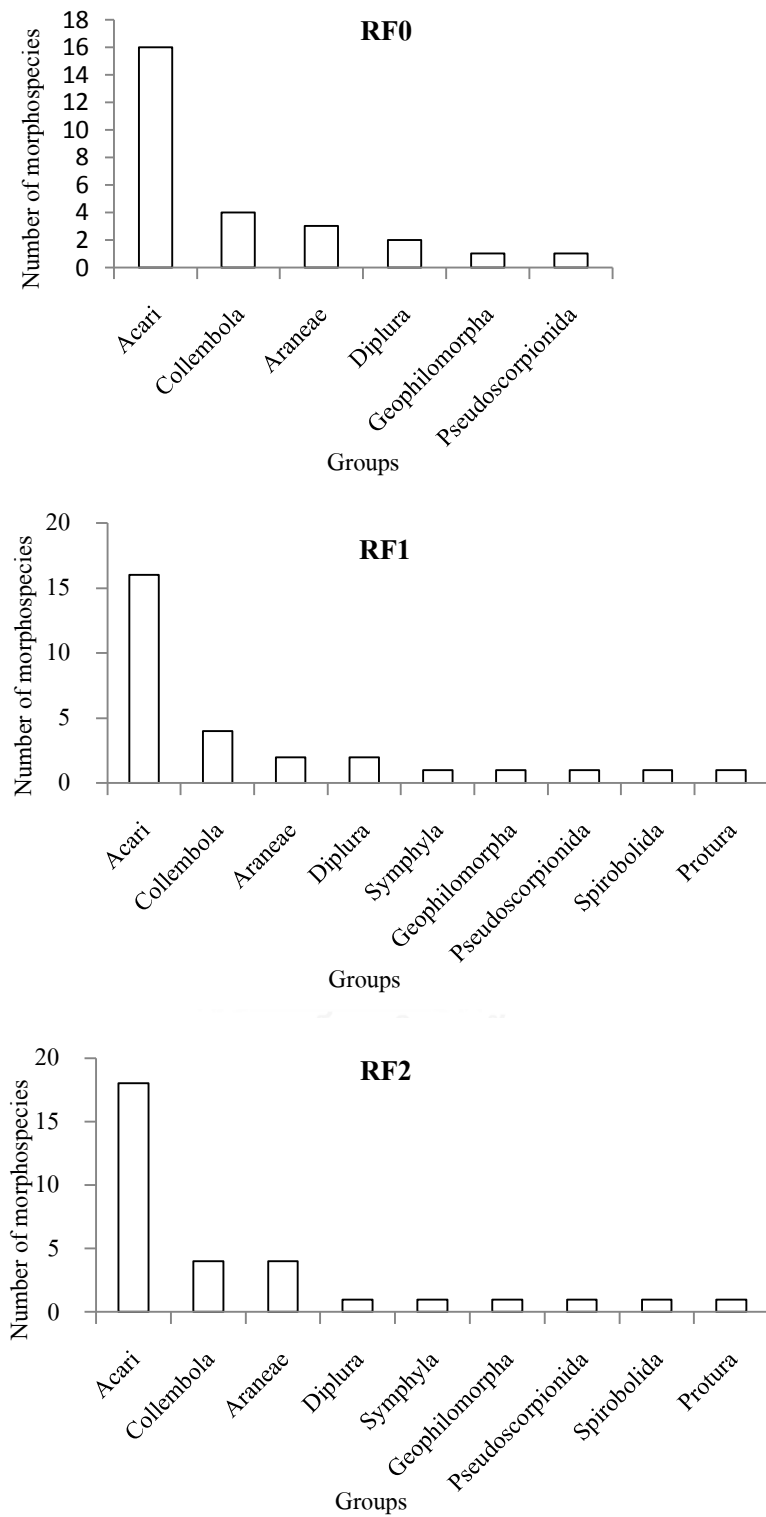 RF0
Number of morphospecies
18
16
14
12
10
8
6
4
2
0
Acari
Collembola
Araneae
Diplura
Geophilomorpha
Pseudoscorpionida
Groups
RF1
Number of morphospecies
20
15
10
5
0
Acari
Collembola
Araneae
Diplura
Symphyla
Geophilomorpha
Pseudoscorpionida
Spirobolida
Protura
Groups
RF2
Number of morphospecies
20
15
10
5
0
Acari
Collembola
Araneae
Diplura
Symphyla
Geophilomorpha
Pseudoscorpionida
Spirobolida
Protura
Groups